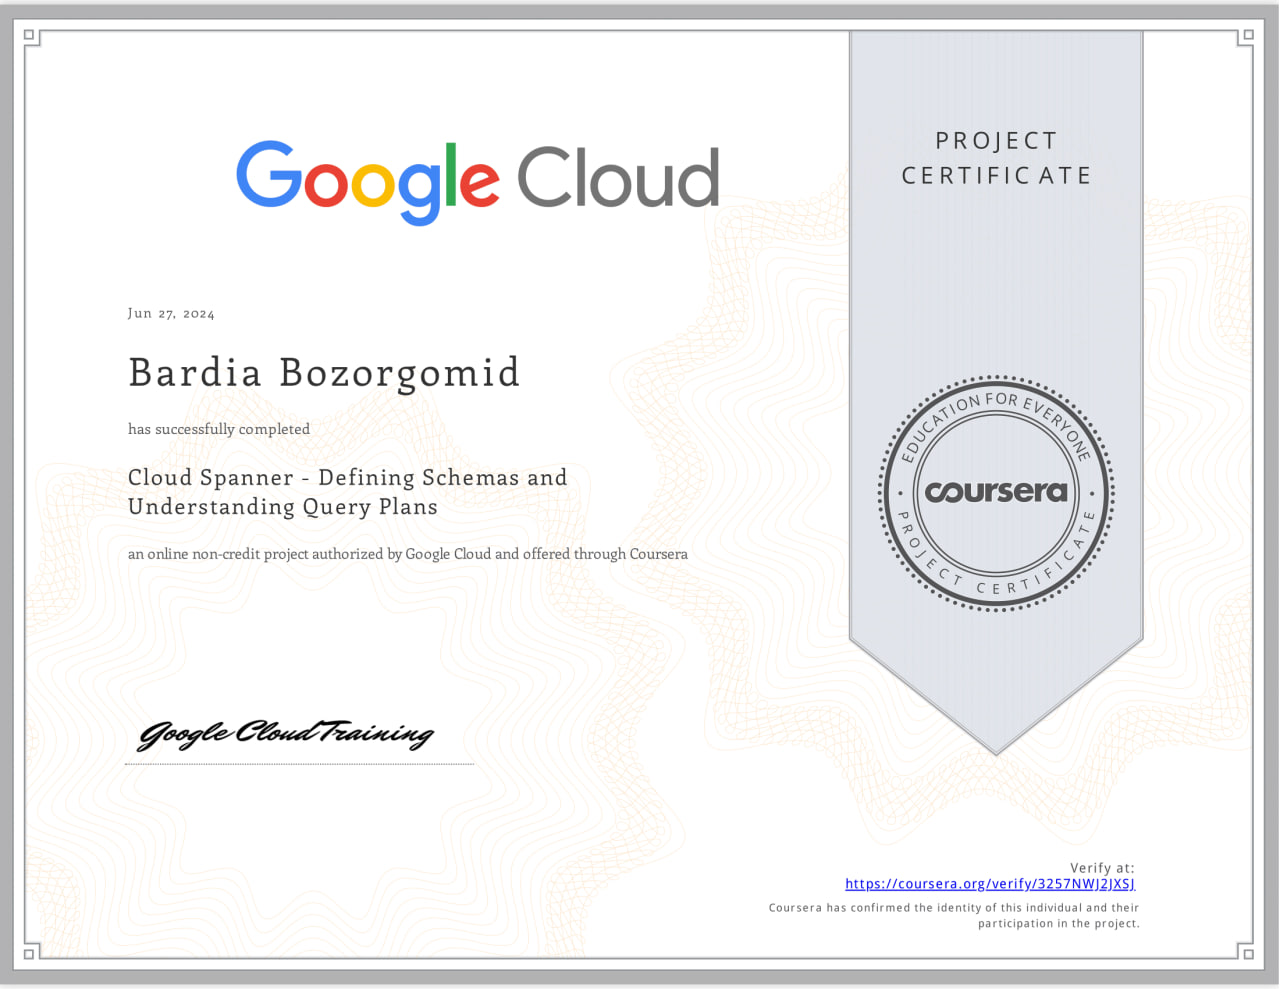 Google Cloud
PROJECT
CERTIFICATE
Jun 27, 2024
Bardia Bozorgomid
has successfully completed
Cloud Spanner - Defining Schemas and
Understanding Query Plans
an online non-credit project authorized by Google Cloud and offered through Coursera
EDUCATION FOR EVERYONE
coursera
PROJECT CERTIFICATE
Google Cloud Training
Verify at:
https://coursera.org/verify/3257NWJ2JXSJ
Coursera has confirmed the identity of this individual and their
participation in the project.